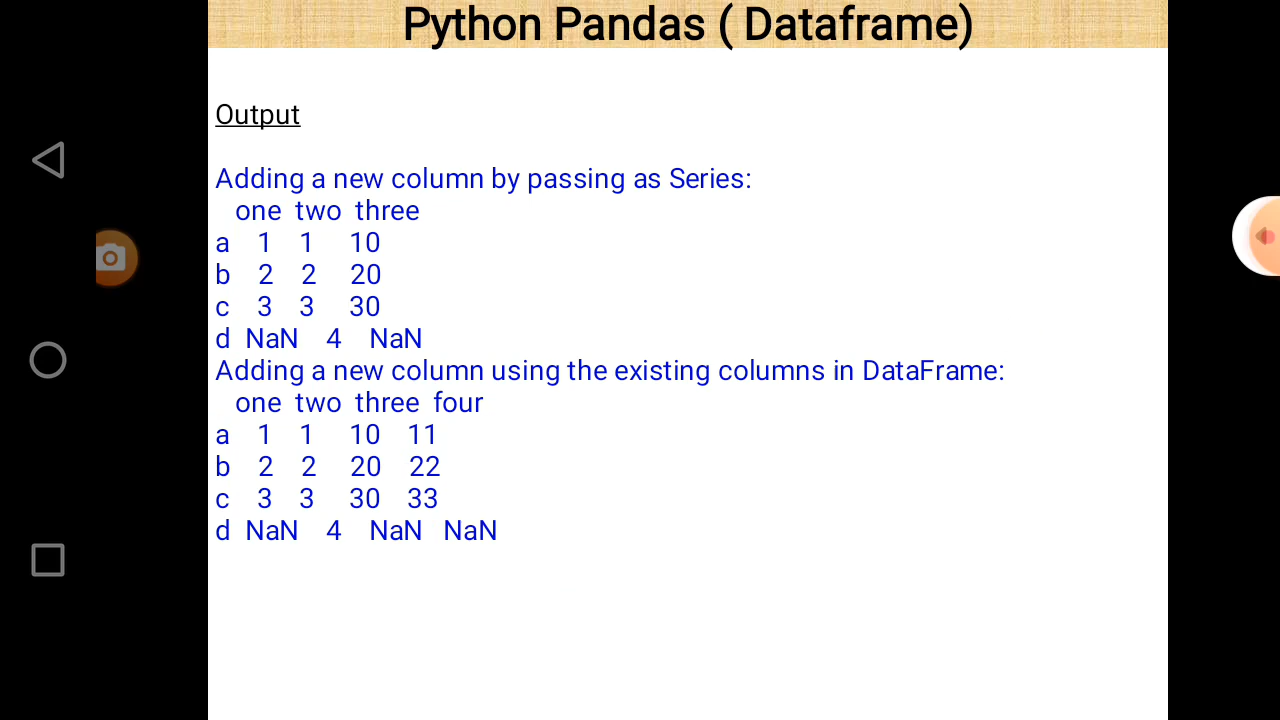 Python Pandas ( Dataframe)
Output
Adding a new column by passing as Series:
one two three
a 1 1 10
b 2 2 20
c 3 3 30
d NaN 4 NaN
Adding a new column using the existing columns in DataFrame:
one two three four
a 1 1 10 11
b 2 2 20 22
c 3 3 30 33
d NaN 4 NaN NaN